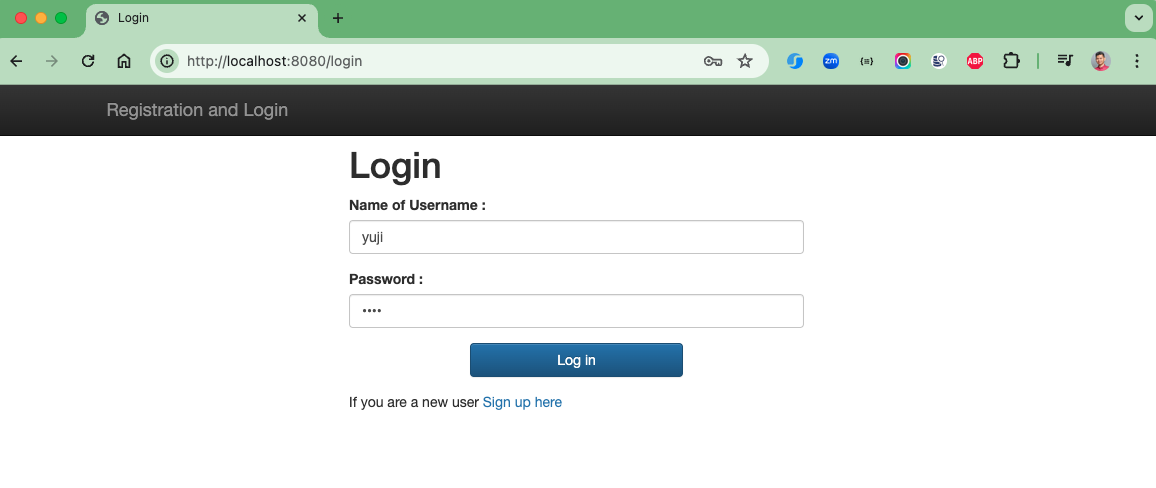 Login
http://localhost:8080/login
zm
ABP
Registration and Login
Login
Name of Username :
yuji
Password :
••••
Log in
If you are a new user Sign up here